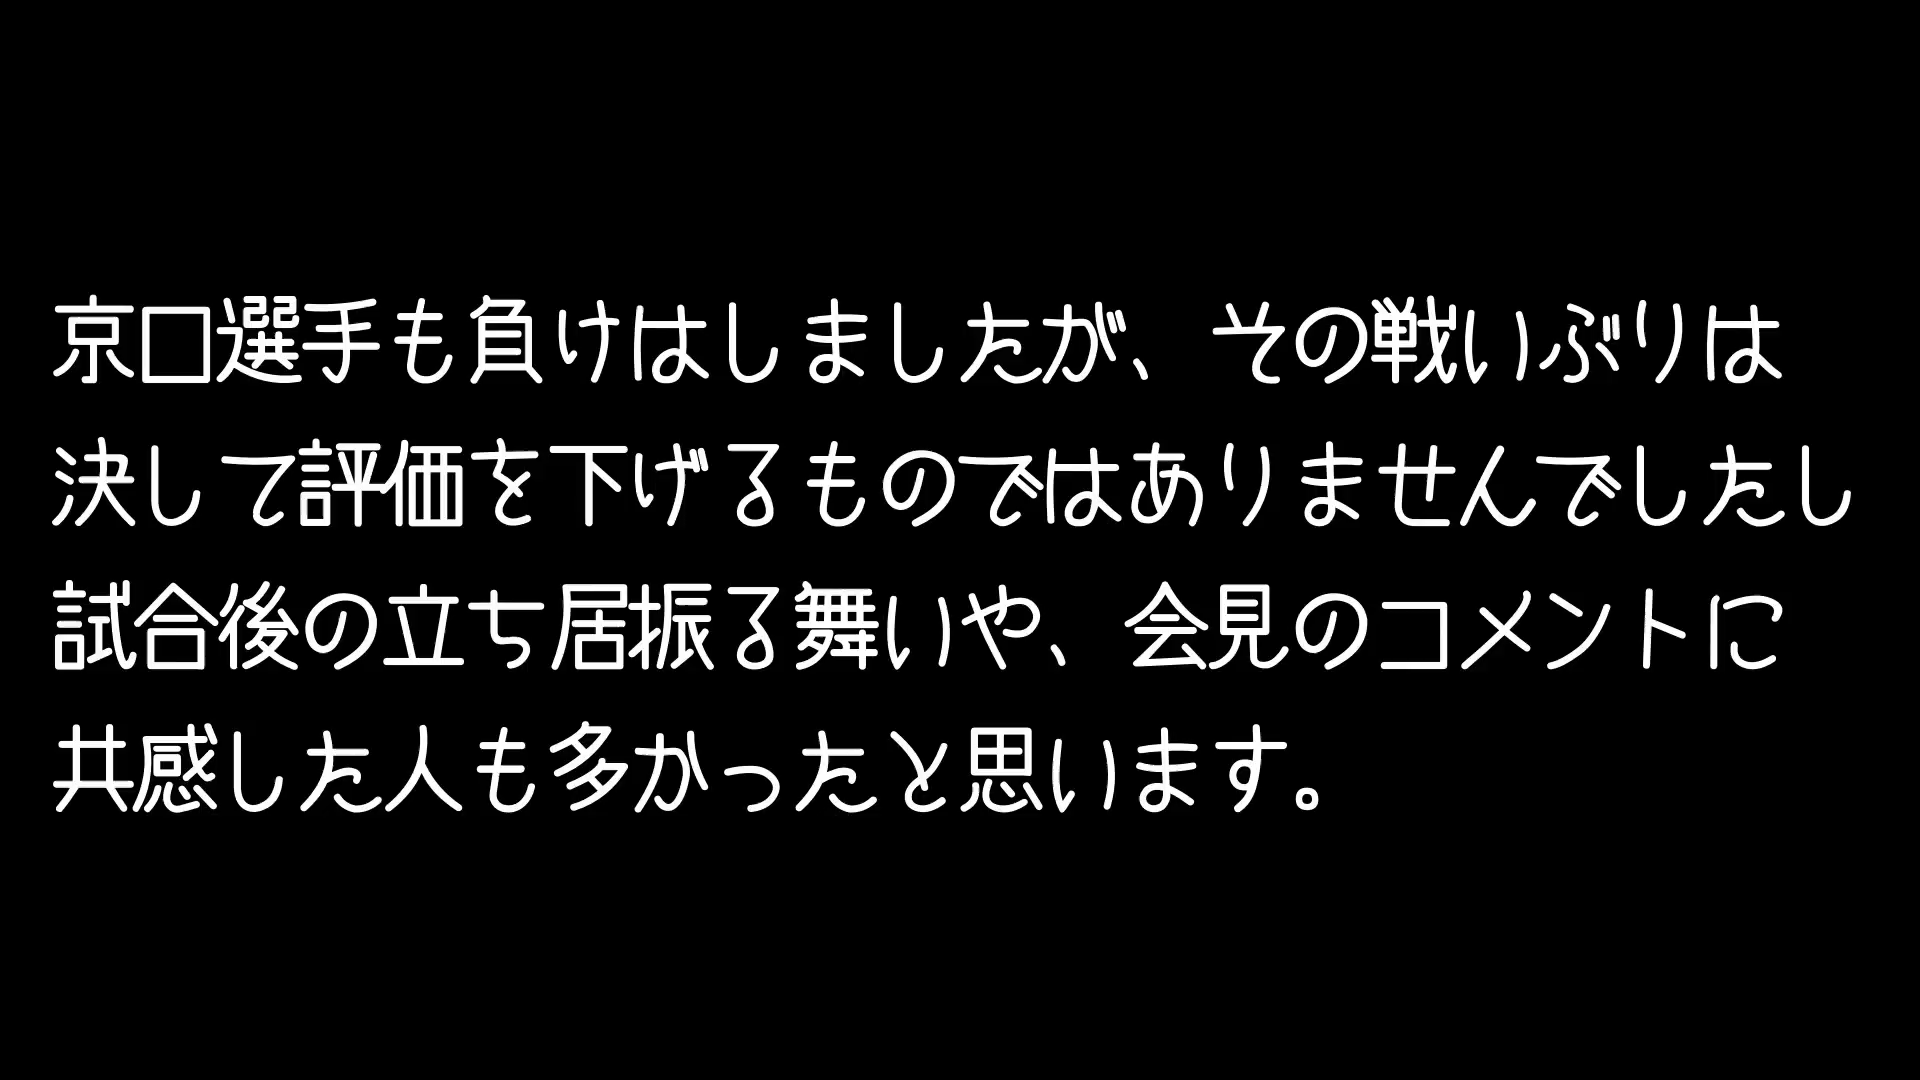 京口選手も負けはしましたが、その戦いぶりは
決して評価を下げるものではありませんでしたし
試合後の立ち居振る舞いや、会見のコメントに
共感した人も多かったと思います。